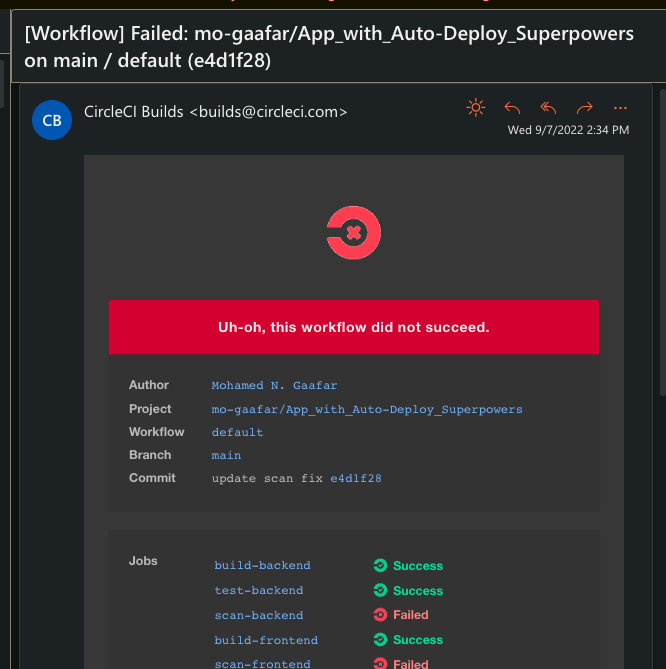 [Workflow] Failed: mo-gaafar/App_with_Auto-Deploy_Superpowers
on main / default (e4d1f28)
CB
CircleCI Builds <builds@circleci.com>
Wed 9/7/2022 2:34 PM
Uh-oh, this workflow did not succeed.
Author Mohamed N. Gaafar
Project mo-gaafar/App_with_Auto-Deploy_Superpowers
Workflow default
Branch main
Commit update scan fix e4d1f28
Jobs
build-backend Success
test-backend Success
scan-backend Failed
build-frontend Success
scan-frontend Failed